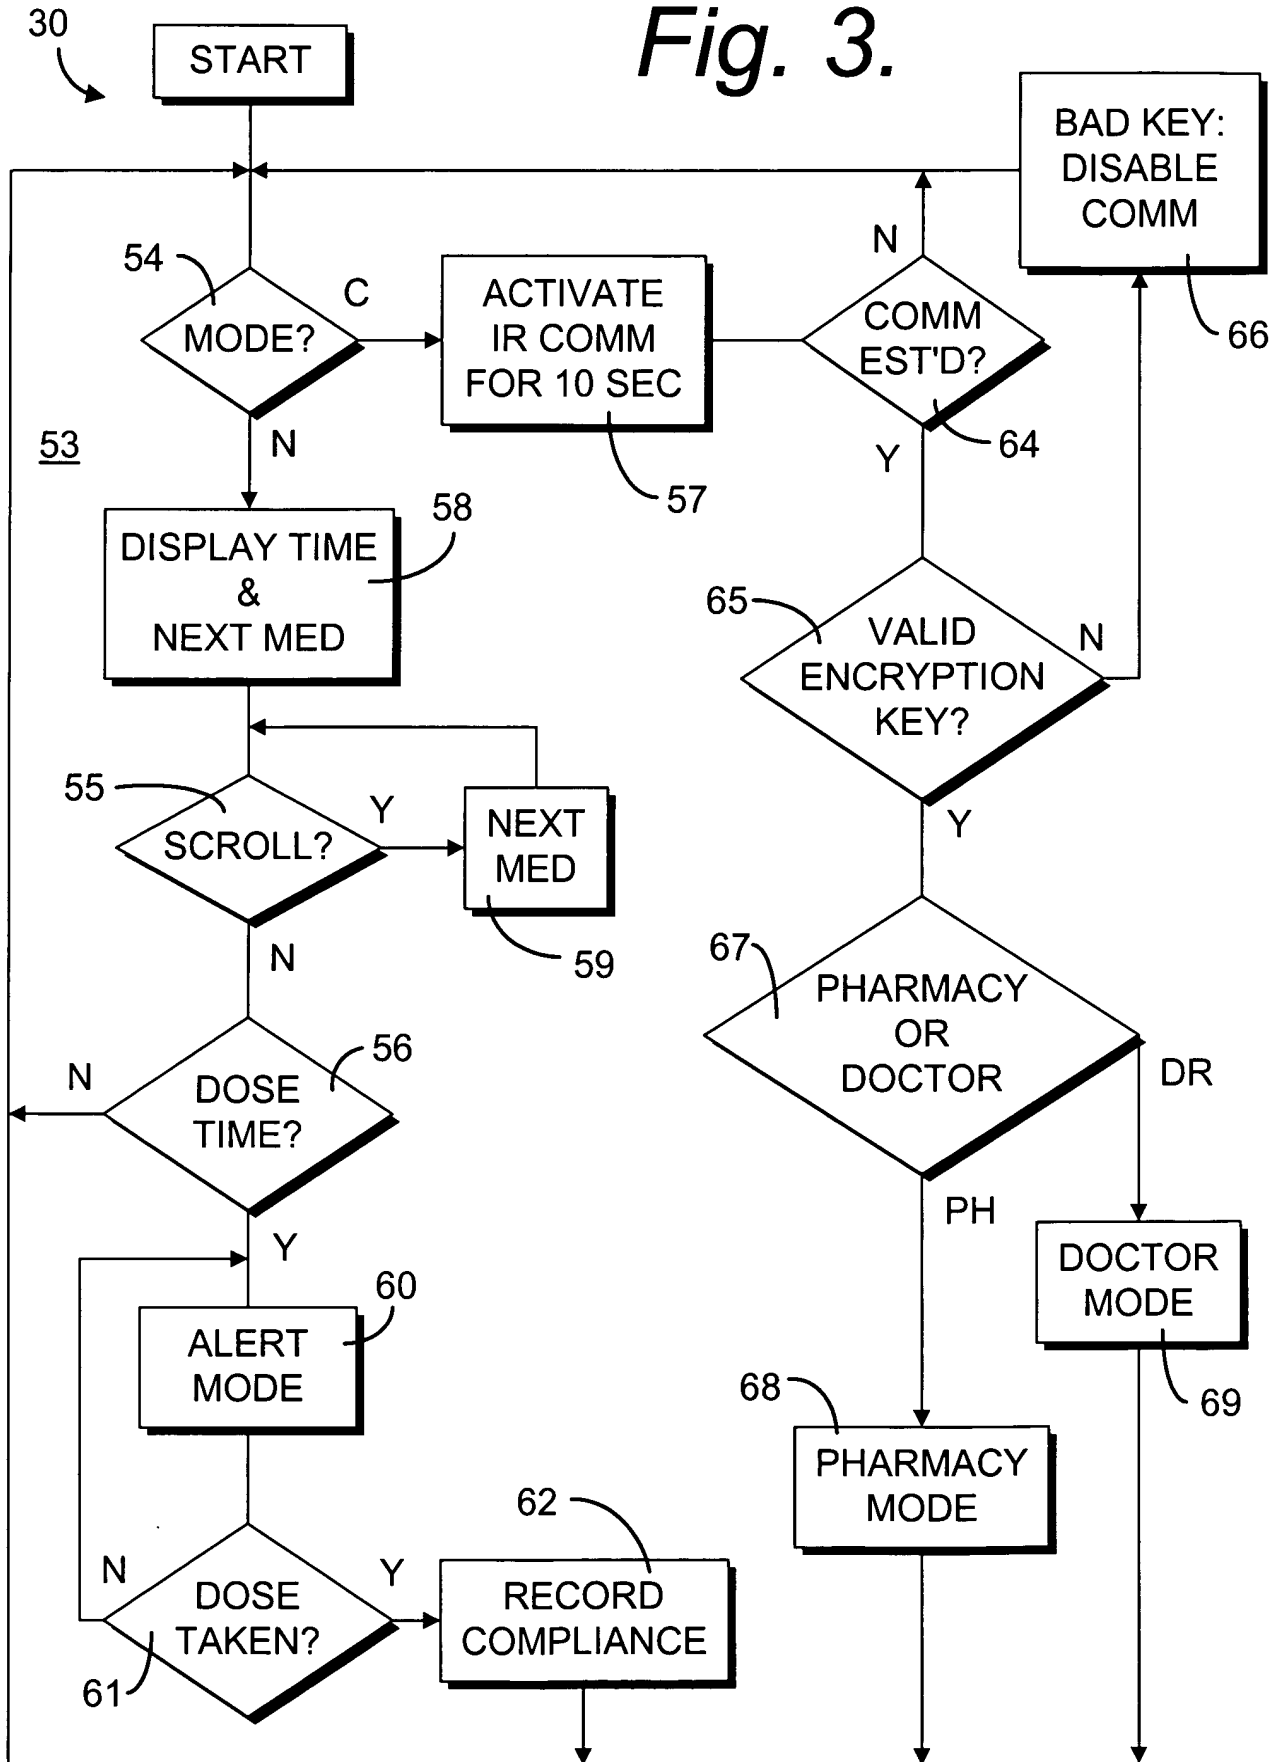 Fig. 3.
30
START
BAD KEY:
DISABLE
COMM
66
54
MODE?
C
N
ACTIVATE
IR COMM
FOR 10 SEC
57
N
COMM
EST'D?
64
Y
53
58
DISPLAY TIME
&
NEXT MED
65
VALID
ENCRYPTION
KEY?
N
Y
55
SCROLL?
Y
N
NEXT
MED
59
67
PHARMACY
OR
DOCTOR
DR
PH
56
DOSE
TIME?
N
Y
60
ALERT
MODE
DOCTOR
MODE
69
68
PHARMACY
MODE
61
DOSE
TAKEN?
N
Y
62
RECORD
COMPLIANCE